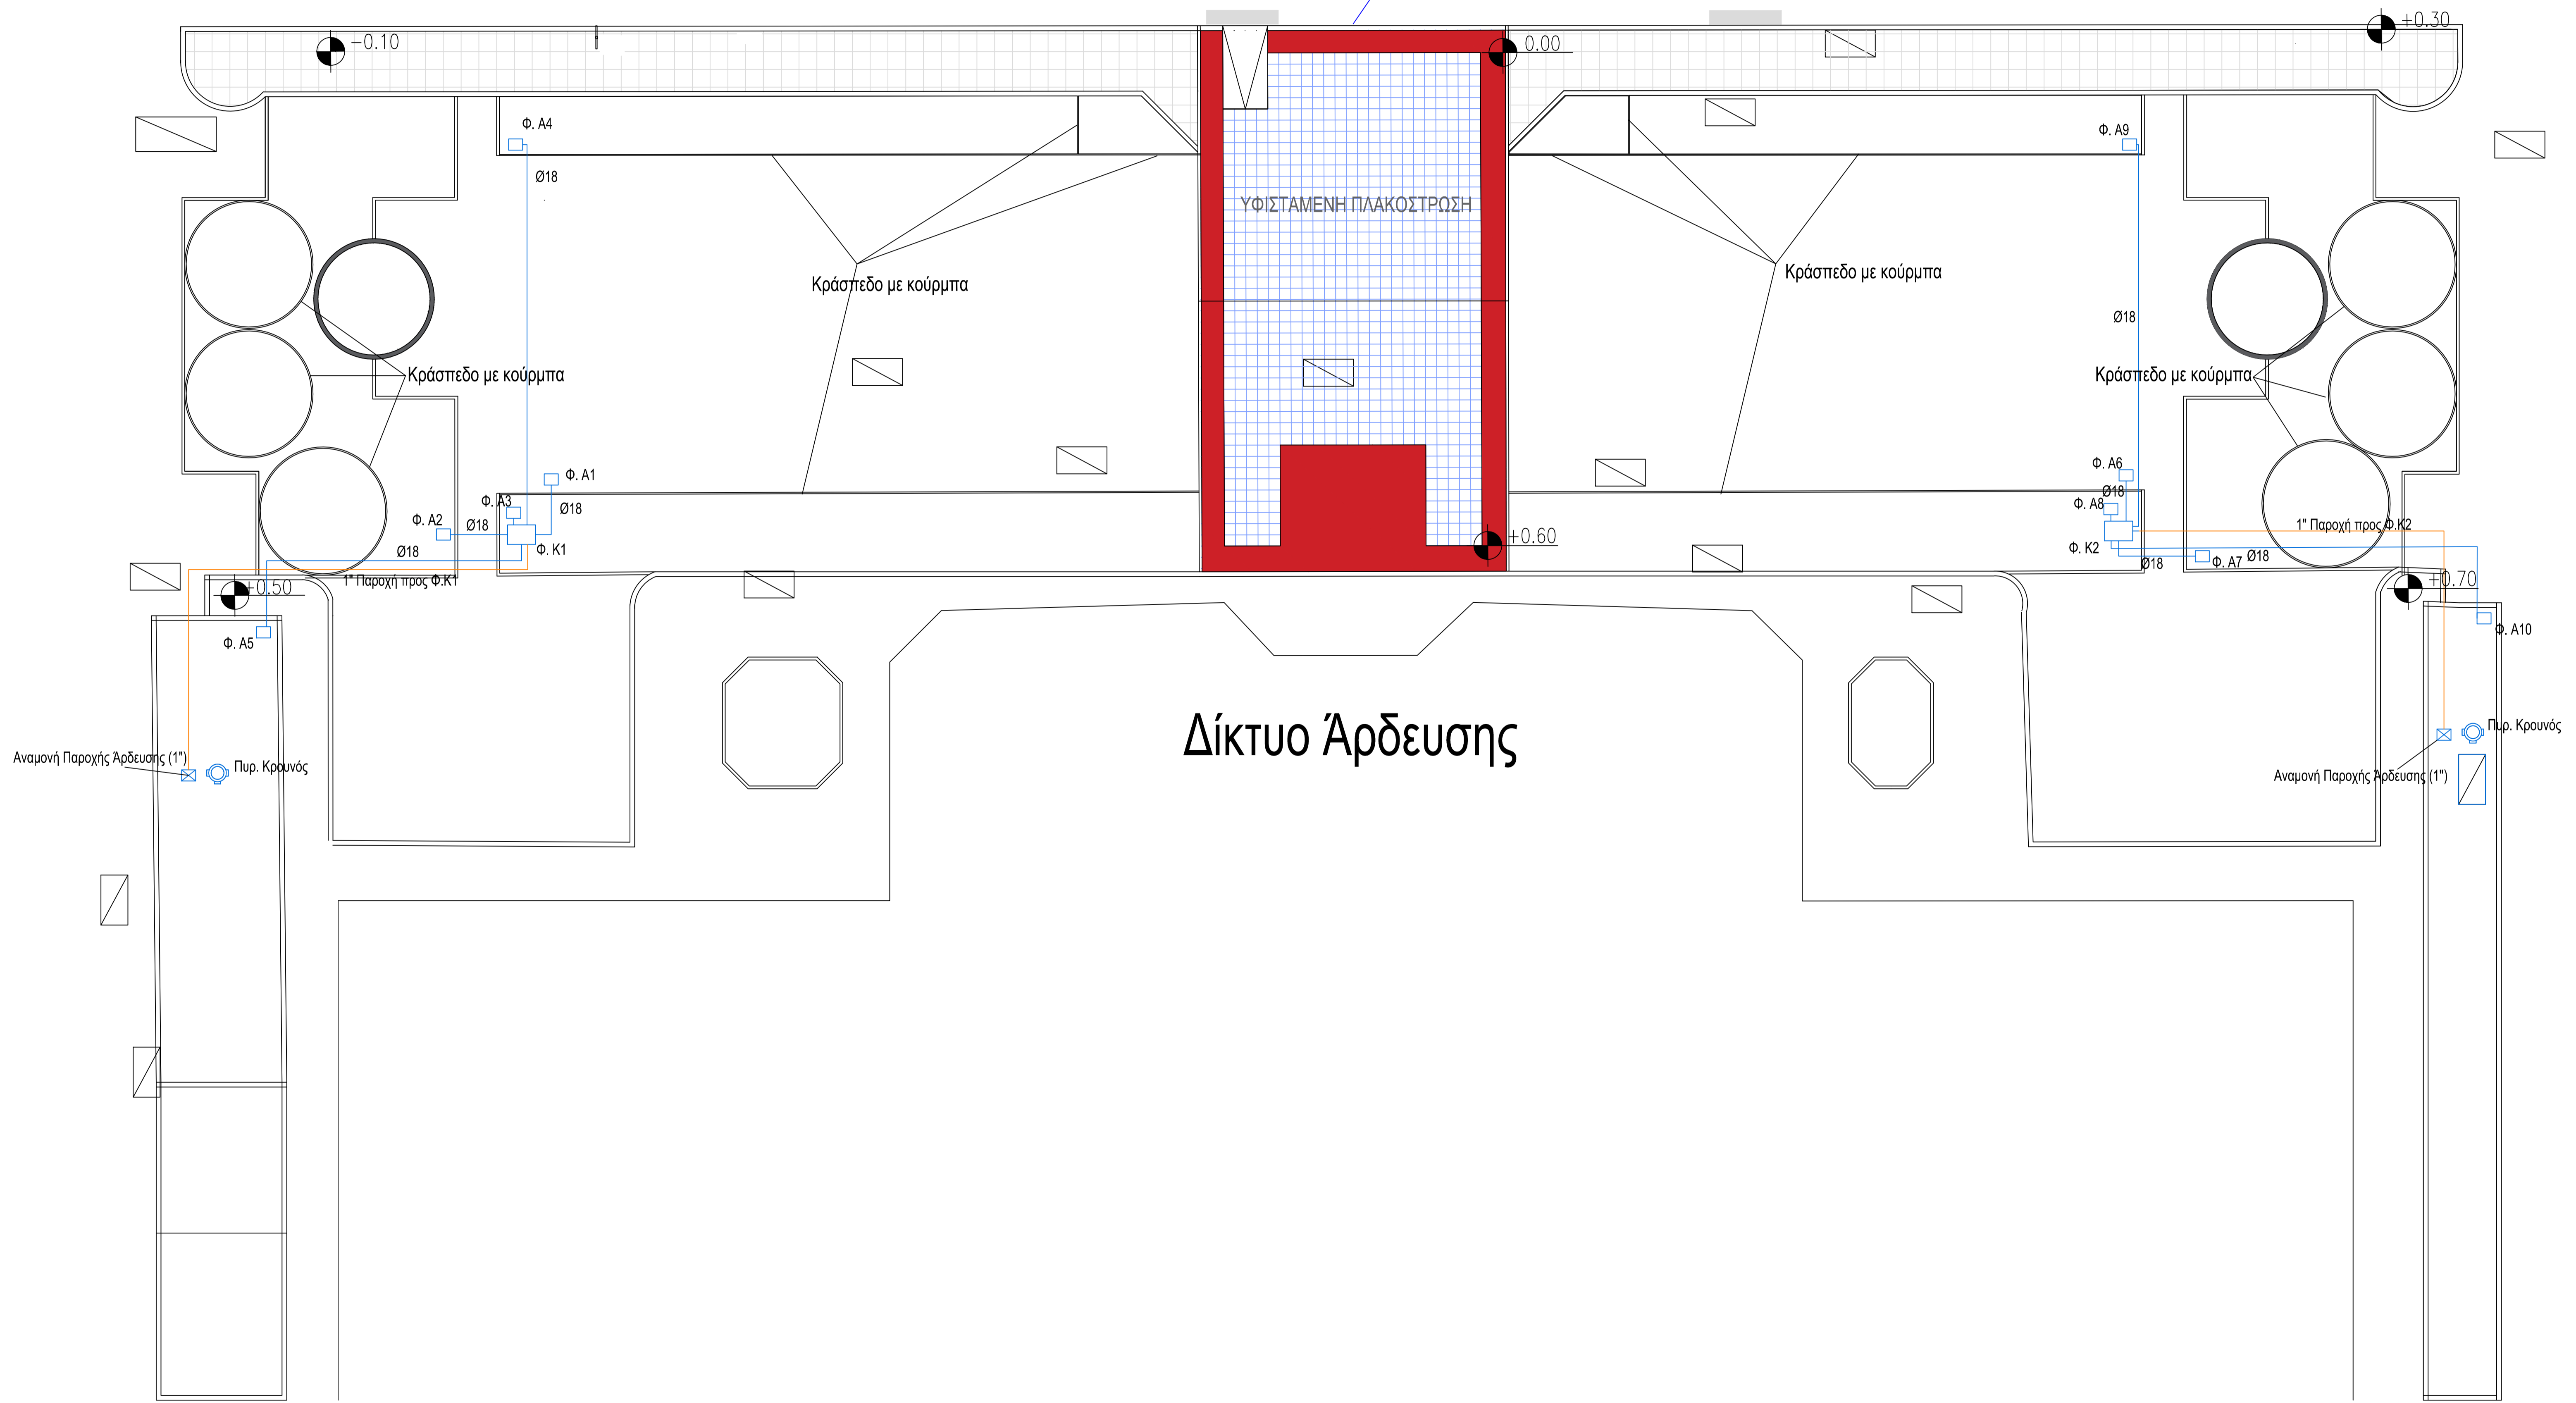 -0.10
0.00
+0.30
Φ. Α4
Φ. Α9
Ø18
ΥΦΙΣΤΑΜΕΝΗ ΠΛΑΚΟΣΤΡΩΣΗ
Κράσπεδο με κούρμπα
Κράσπεδο με κούρμπα
Ø18
Κράσπεδο με κούρμπα
Κράσπεδο με κούρμπα
Φ. Α1
Φ. Α6
Φ. Α3
Ø18
Ø18
Φ. Α8
Φ. Α2
Ø18
1" Παροχή προς Φ.Κ2
+0.60
Ø18
Φ. Κ1
Φ. Κ2
Ø18
Φ. Α7
Ø18
1" Παροχή προς Φ.Κ1
+0.50
+0.70
Φ. Α5
Φ. Α10
Δίκτυο Άρδευσης
Πυρ. Κρουνός
Αναμονή Παροχής Άρδευσης (1")
Πυρ. Κρουνός
Αναμονή Παροχής Άρδευσης (1")